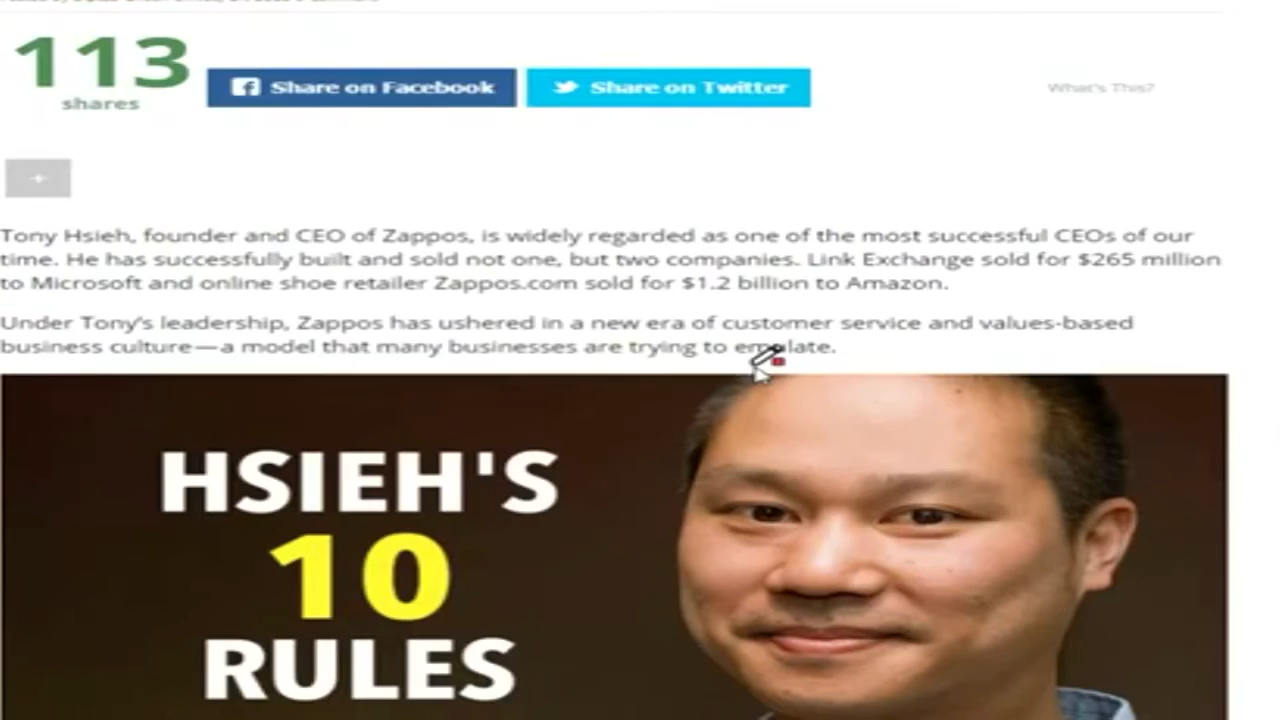 113
shares
Share on Facebook
Share on Twitter
What's This?
+
Tony Hsieh, founder and CEO of Zappos, is widely regarded as one of the most successful CEOs of our
time. He has successfully built and sold not one, but two companies. Link Exchange sold for $265 million
to Microsoft and online shoe retailer Zappos.com sold for $1.2 billion to Amazon.
Under Tony's leadership, Zappos has ushered in a new era of customer service and values-based
business culture—a model that many businesses are trying to emulate.
HSIEH'S
10
RULES